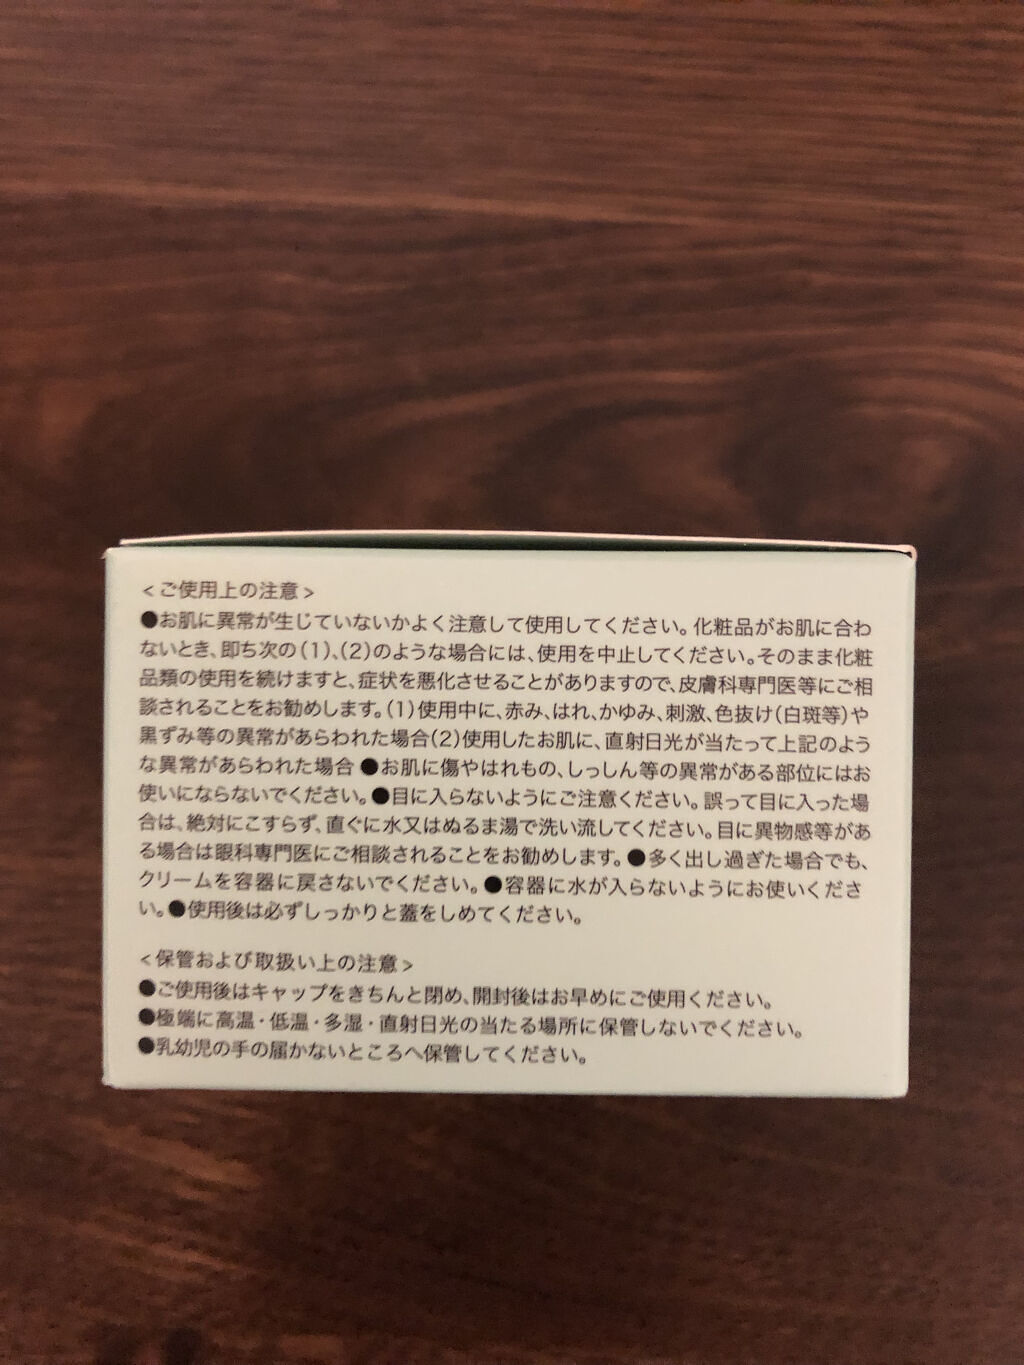 <ご使用上の注意>
●お肌に異常が生じていないかよく注意して使用してください。化粧品がお肌に合わ
ないとき、即ち次の(1)、(2)のような場合には、使用を中止してください。そのまま化粧
品類の使用を続けますと、症状を悪化させることがありますので、皮膚科専門医等にご相
談されることをお勧めします。(1)使用中に、赤み、はれ、かゆみ、刺激、色抜け(白斑等)や
黒ずみ等の異常があらわれた場合(2)使用したお肌に、直射日光が当たって上記のよう
な異常があらわれた場合 ●お肌に傷やはれもの、しっしん等の異常がある部位にはお
使いにならないでください。●目に入らないようにご注意ください。誤って目に入った場
合は、絶対にこすらず、直ぐに水又はぬるま湯で洗い流してください。目に異物感等があ
る場合は眼科専門医にご相談されることをお勧めします。●多く出し過ぎた場合でも、
クリームを容器に戻さないでください。●容器に水が入らないようにお使いくださ
い。●使用後は必ずしっかりと蓋をしめてください。
<保管および取扱い上の注意>
●ご使用後はキャップをきちんと閉め、開封後はお早めにご使用ください。
●極端に高温・低温・多湿・直射日光の当たる場所に保管しないでください。
●乳幼児の手の届かないところへ保管してください。